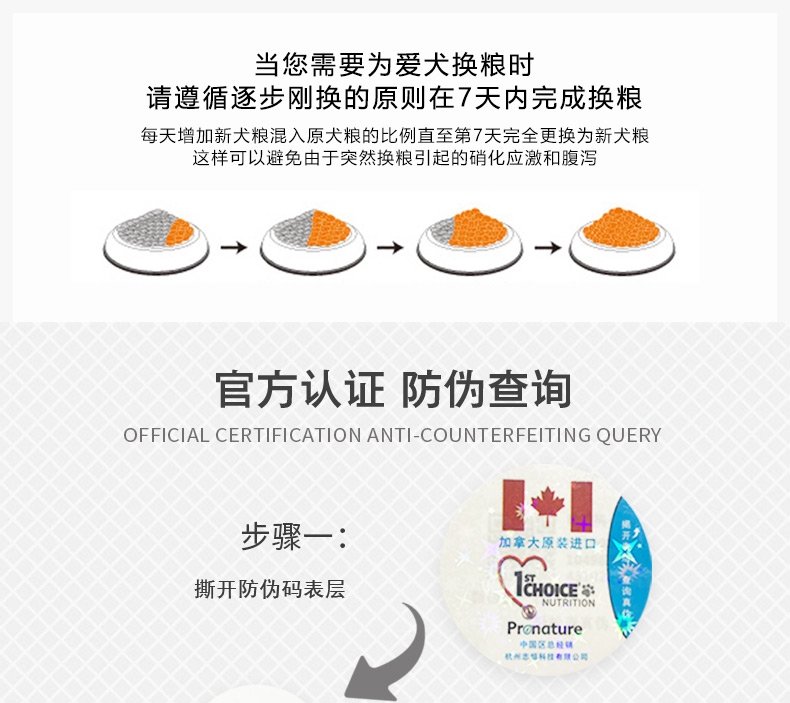 当您需要为爱犬换粮时
请遵循逐步刚换的原则在7天内完成换粮
每天增加新犬粮混入原犬粮的比例直至第7天完全更换为新犬粮
这样可以避免由于突然换粮引起的硝化应激和腹泻
官方认证 防伪查询
OFFICIAL CERTIFICATION ANTI-COUNTERFEITING QUERY
步骤一：
撕开防伪码表层
加拿大原装进口
1ST CHOICE
NUTRITION
Pronature
中国区总经销
杭州志恒科技有限公司
揭开
查询真伪